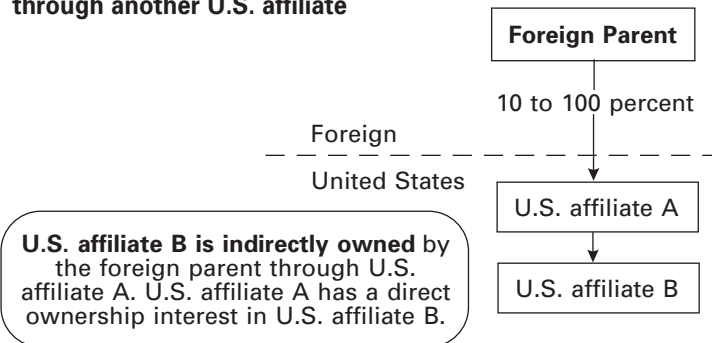 through another U.S. affiliate
Foreign Parent
10 to 100 percent
Foreign
United States
U.S. affiliate A
U.S. affiliate B is indirectly owned by
the foreign parent through U.S.
affiliate A. U.S. affiliate A has a direct
ownership interest in U.S. affiliate B.
U.S. affiliate B